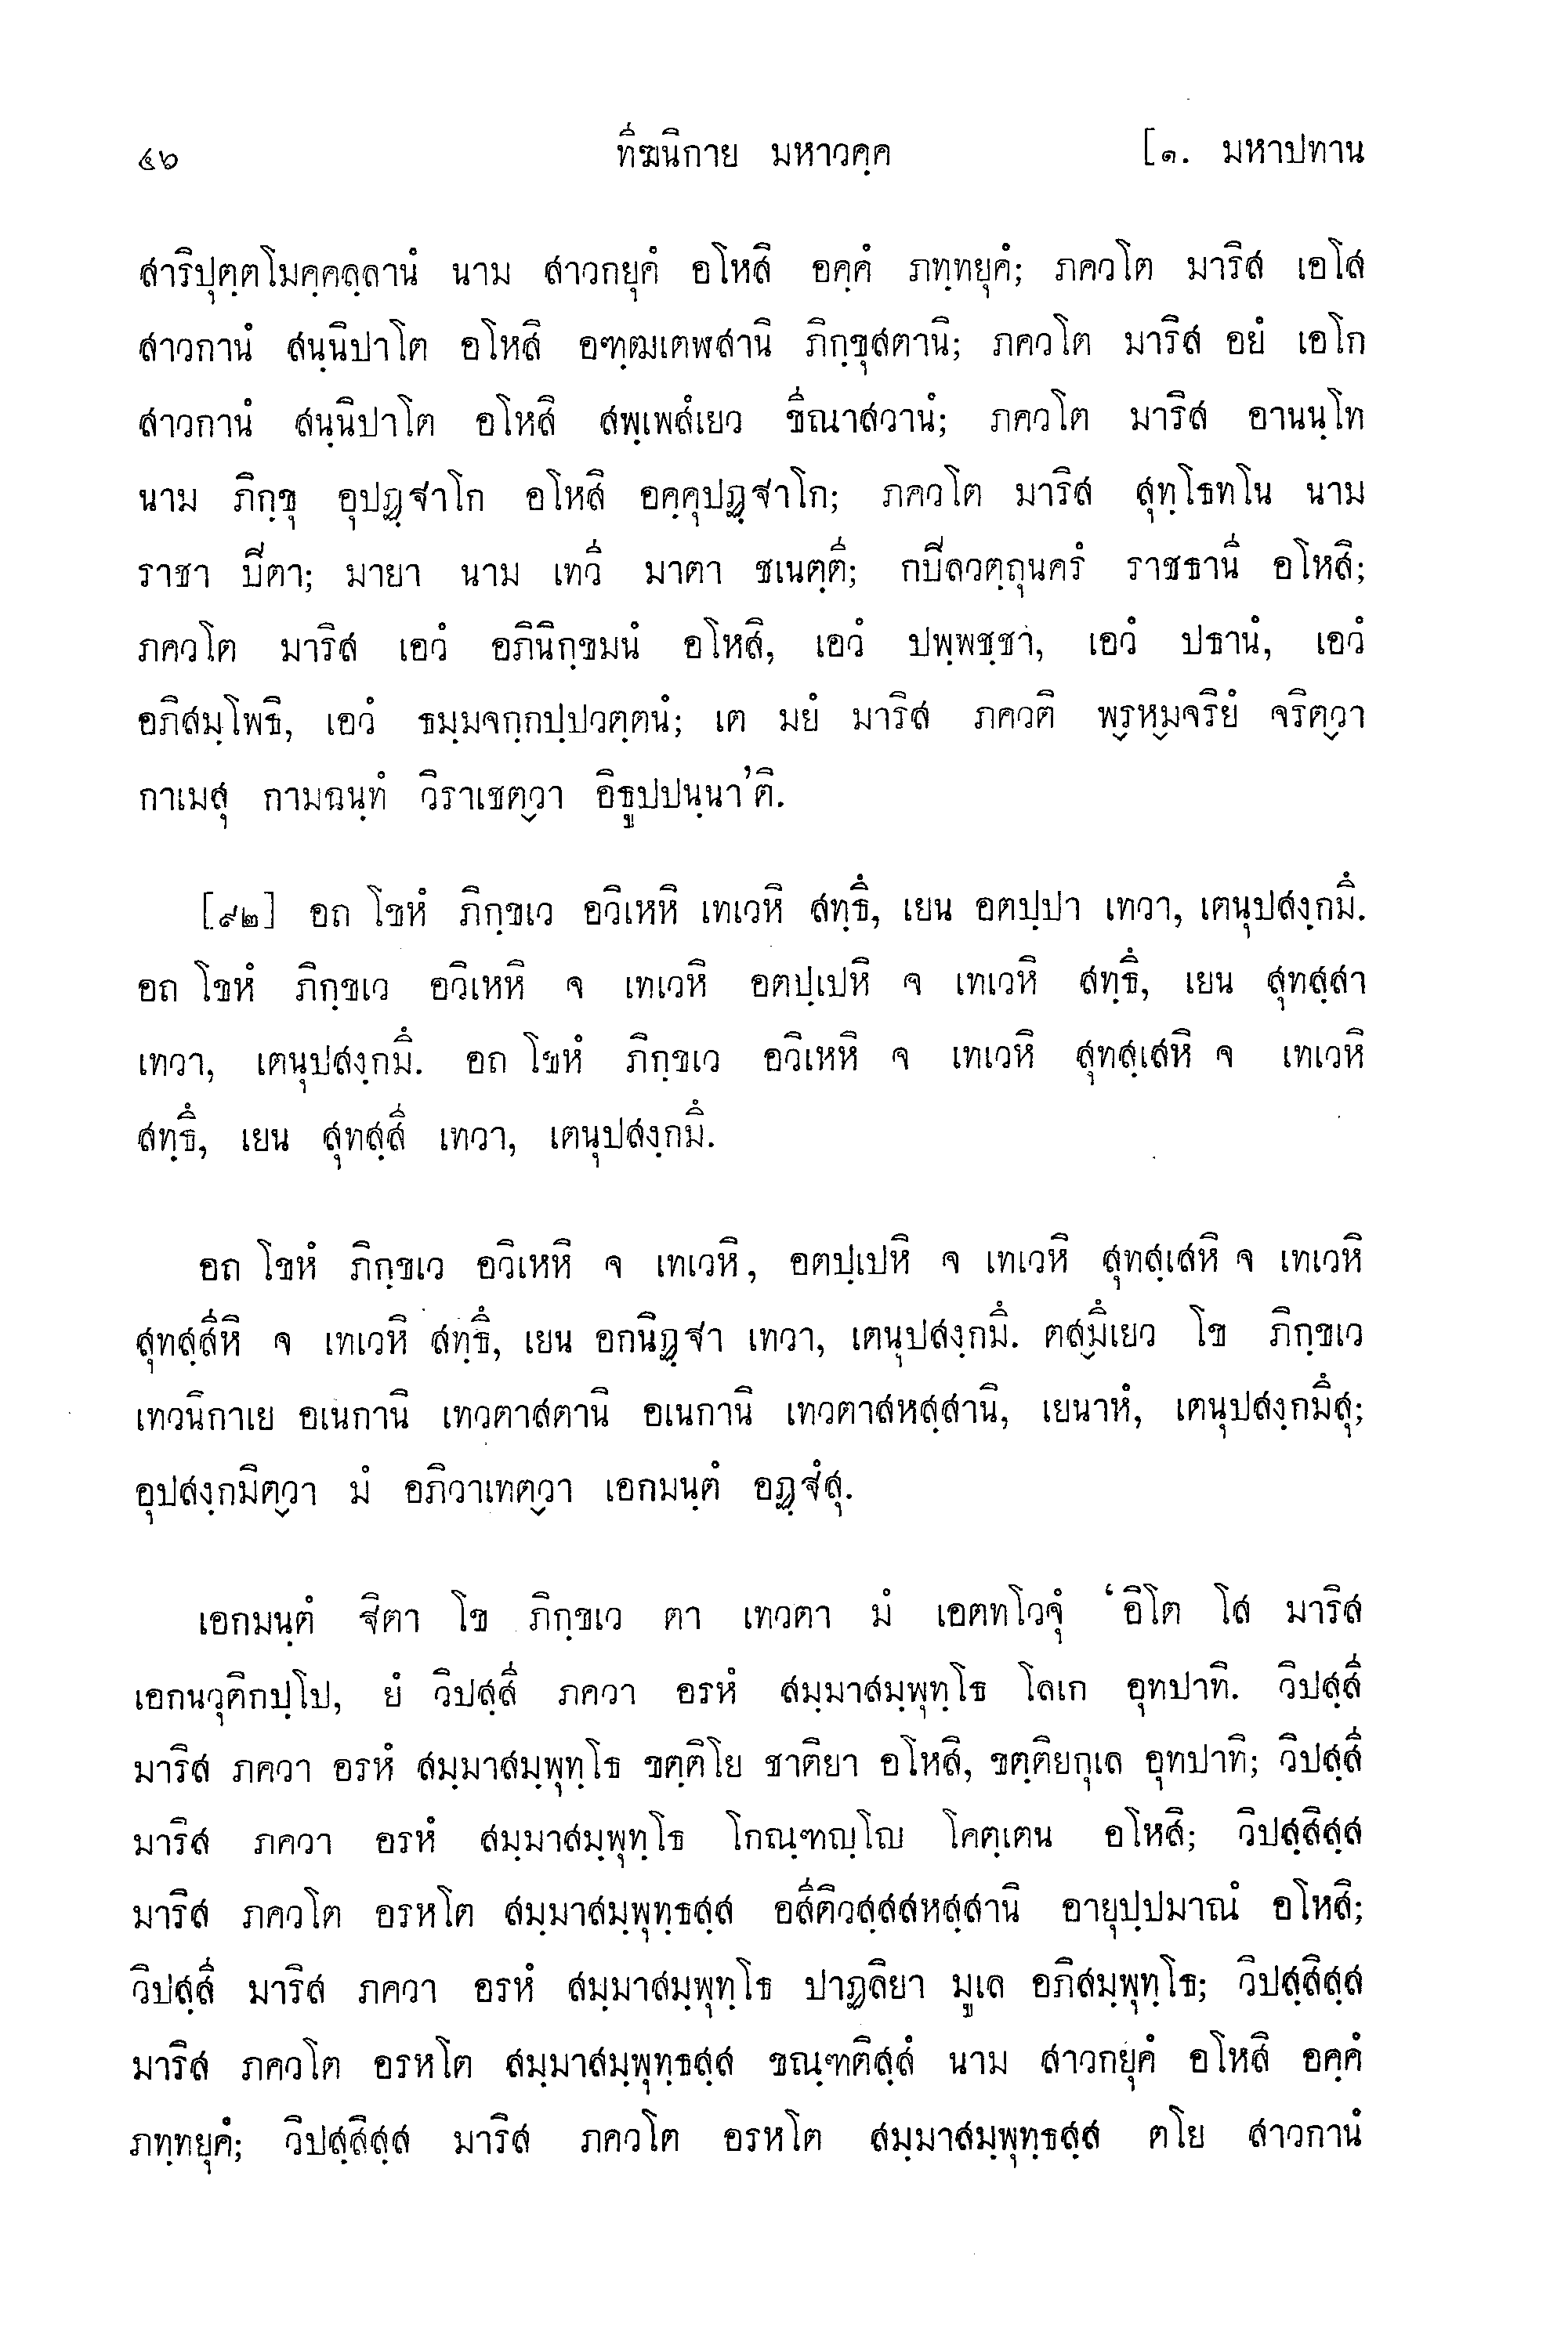 ๔๖ ทีฆนิกาย มหาวคฺค [๑. มหาปทาน
สาริปุตฺตโมคฺคลฺลานํ นาม สาวกยุคํ อโหสิ อคฺคํ ภทฺทยุคํ; ภควโต มาริส เอโส
สาวกานํ สนฺนิปาโต อโหสิ อฑฺฒเตฬสานิ ภิกฺขุสตานิ; ภควโต มาริส อยํ เอโก
สาวกานํ สนฺนิปาโต อโหสิ สพฺเพสํเยว ขีณาสวานํ; ภควโต มาริส อานนฺโท
นาม ภิกฺขุ อุปฏฺฐาโก อโหสิ อคฺคุปฏฺฐาโก; ภควโต มาริส สุทฺโธทโน นาม
ราชา ปิตา; มายา นาม เทวี มาตา ชเนตฺตี; กปิลวตฺถุนครํ ราชธานี อโหสิ;
ภควโต มาริส เอวํ อภินิกฺขมนํ อโหสิ, เอวํ ปพฺพชฺชา, เอวํ ปธานํ, เอวํ
อภิสมฺโพธิ, เอวํ ธมฺมจกฺกปฺปวตฺตนํ; เต มยํ มาริส ภควติ พฺรหฺมจริยํ จริตฺวา
กาเมสุ กามฉนฺทํ วิราเชตฺวา อิธูปปนฺนา’ติ.
[๙๒] อถ โขหํ ภิกฺขเว อวิเหหิ เทเวหิ สทฺธึ, เยน อตปฺปา เทวา, เตนุปสงฺกมึ.
อถ โขหํ ภิกฺขเว อวิเหหิ จ เทเวหิ อตปฺเปหิ จ เทเวหิ สทฺธึ, เยน สุทสฺสา
เทวา, เตนุปสงฺกมึ. อถ โขหํ ภิกฺขเว อวิเหหิ จ เทเวหิ สุทสฺเสหิ จ เทเวหิ
สทฺธึ, เยน สุทสฺสี เทวา, เตนุปสงฺกมึ.
อถ โขหํ ภิกฺขเว อวิเหหิ จ เทเวหิ, อตปฺเปหิ จ เทเวหิ สุทสฺเสหิ จ เทเวหิ
สุทสฺสีหิ จ เทเวหิ สทฺธึ, เยน อกนิฏฺฐา เทวา, เตนุปสงฺกมึ. ตสฺมึเยว โข ภิกฺขเว
เทวนิกาเย อเนกานิ เทวตาสตานิ อเนกานิ เทวตาสหสฺสานิ, เยนาหํ, เตนุปสงฺกมึสุ;
อุปสงฺกมิตฺวา มํ อภิวาเทตฺวา เอกมนฺตํ อฏฺฐํสุ.
เอกมนฺตํ ฐิตา โข ภิกฺขเว ตา เทวตา มํ เอตทโวจุํ ‘อิโต โส มาริส
เอกนวุติกปฺโป, ยํ วิปสฺสี ภควา อรหํ สมฺมาสมฺพุทฺโธ โลเก อุทปาทิ. วิปสฺสี
มาริส ภควา อรหํ สมฺมาสมฺพุทฺโธ ขตฺติโย ชาติยา อโหสิ, ขตฺติยกุเล อุทปาทิ; วิปสฺสี
มาริส ภควา อรหํ สมฺมาสมฺพุทฺโธ โกณฺฑญฺโญ โคตฺเตน อโหสิ; วิปสฺสิสฺส
มาริส ภควโต อรหโต สมฺมาสมฺพุทฺธสฺส อสีติวสฺสสหสฺสานิ อายุปฺปมาณํ อโหสิ;
วิปสฺสี มาริส ภควา อรหํ สมฺมาสมฺพุทฺโธ ปาฏลิยา มูเล อภิสมฺพุทฺโธ; วิปสฺสิสฺส
มาริส ภควโต อรหโต สมฺมาสมฺพุทฺธสฺส ขณฺฑติสฺสํ นาม สาวกยุคํ อโหสิ อคฺคํ
ภทฺทยุคํ; วิปสฺสิสฺส มาริส ภควโต อรหโต สมฺมาสมฺพุทฺธสฺส ตโย สาวกานํ